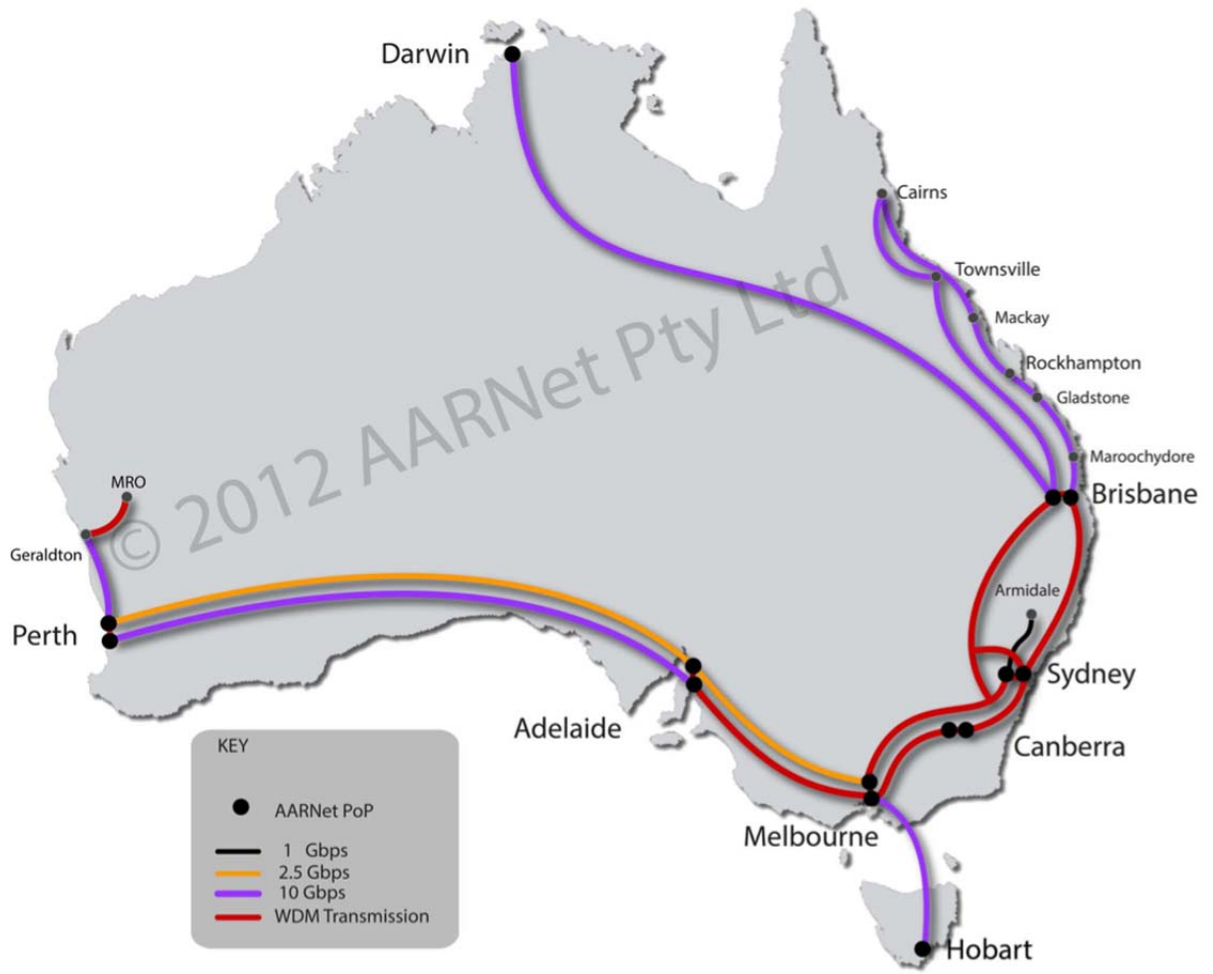 Darwin
Cairns
Townsville
Mackay
Rockhampton
Gladstone
Maroochydore
Brisbane
© 2012 AARNet Pty Ltd
MRO
Geraldton
Perth
Armidale
Sydney
Adelaide
Canberra
Melbourne
Hobart
KEY
AARNet PoP
1 Gbps
2.5 Gbps
10 Gbps
WDM Transmission